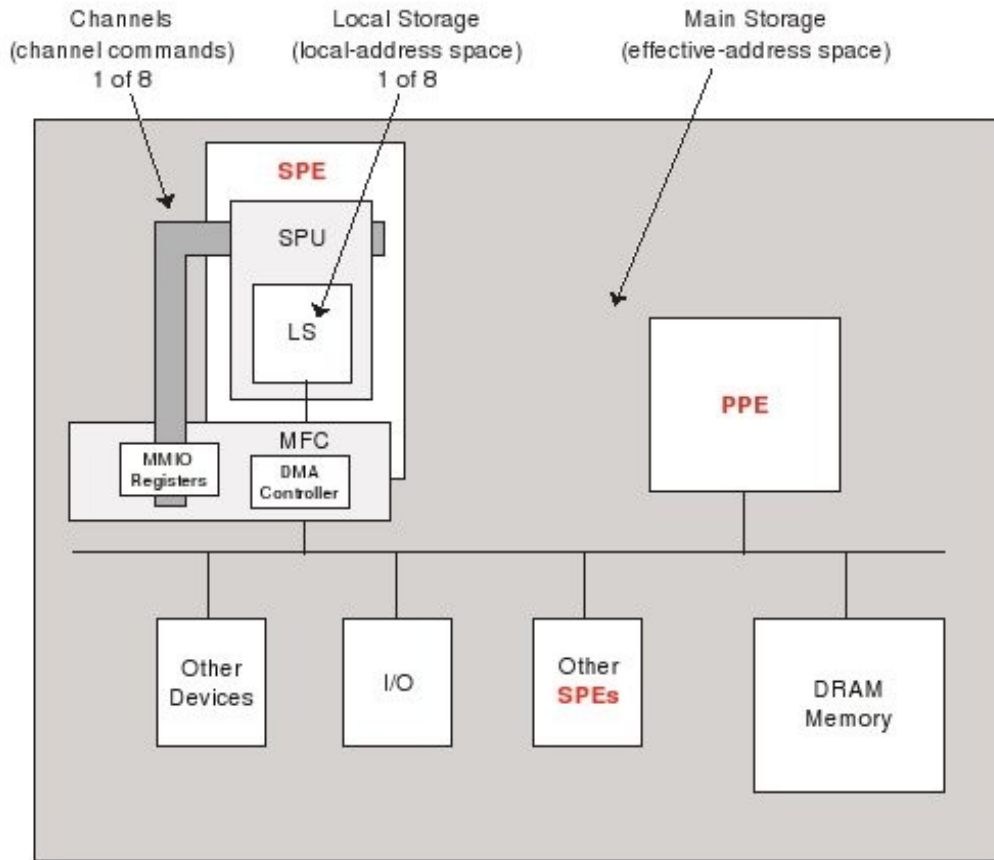 Channels
(channel commands)
1 of 8
Local Storage
(local-address space)
1 of 8
Main Storage
(effective-address space)
SPE
SPU
LS
MFC
MMIO
Registers
DMA
Controller
PPE
Other
Devices
I/O
Other
SPEs
DRAM
Memory